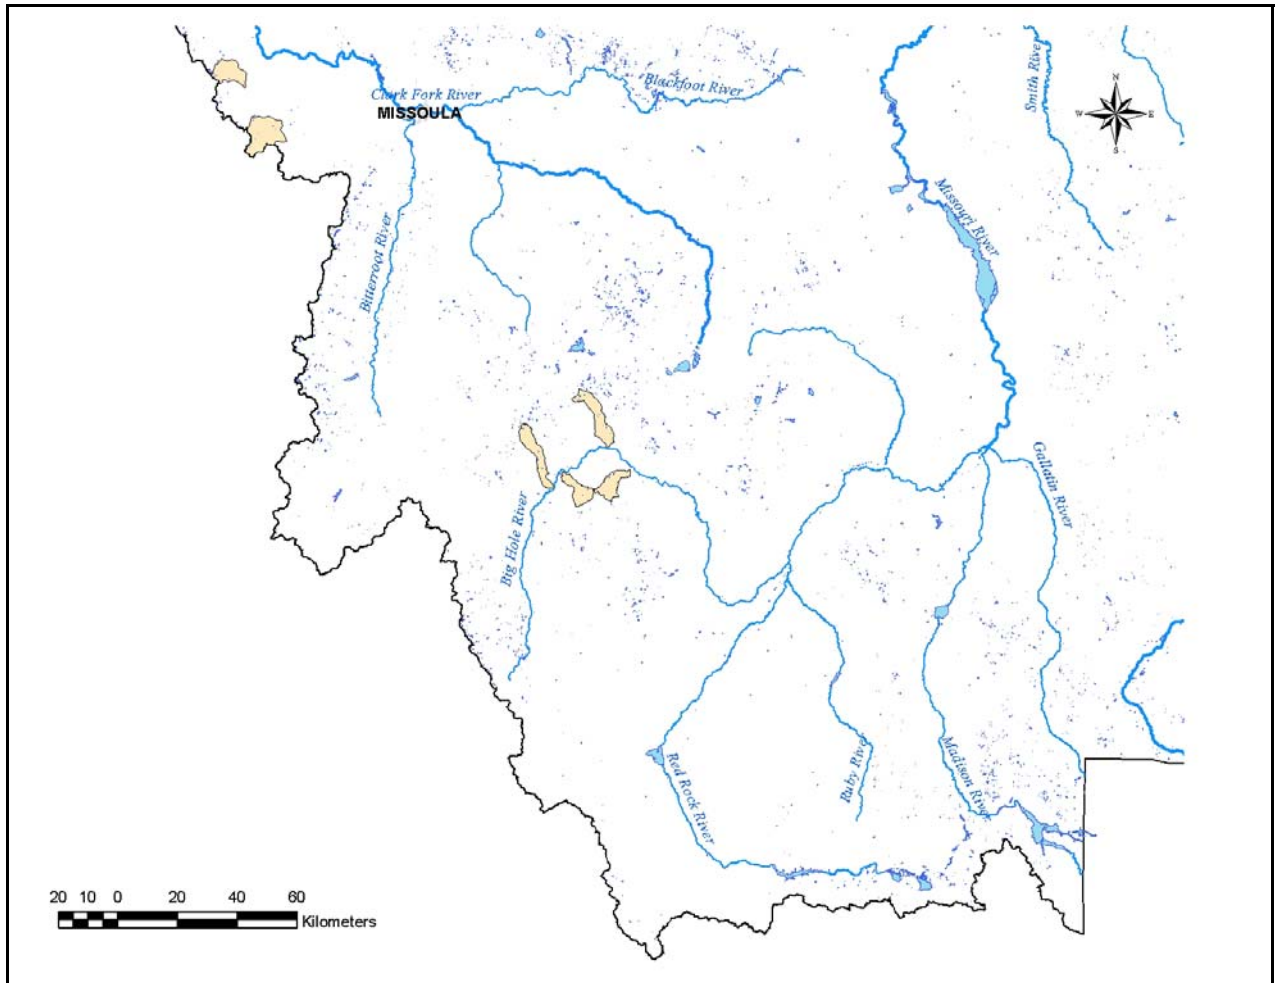 Smith River
Blackfoot River
Clark Fork River
MISSOULA
N
W
E
S
Missouri River
Bitterroot River
Gallatin River
Big Hole River
Madison River
Ruby River
Red Rock River
20 10 0 20 40 60
Kilometers